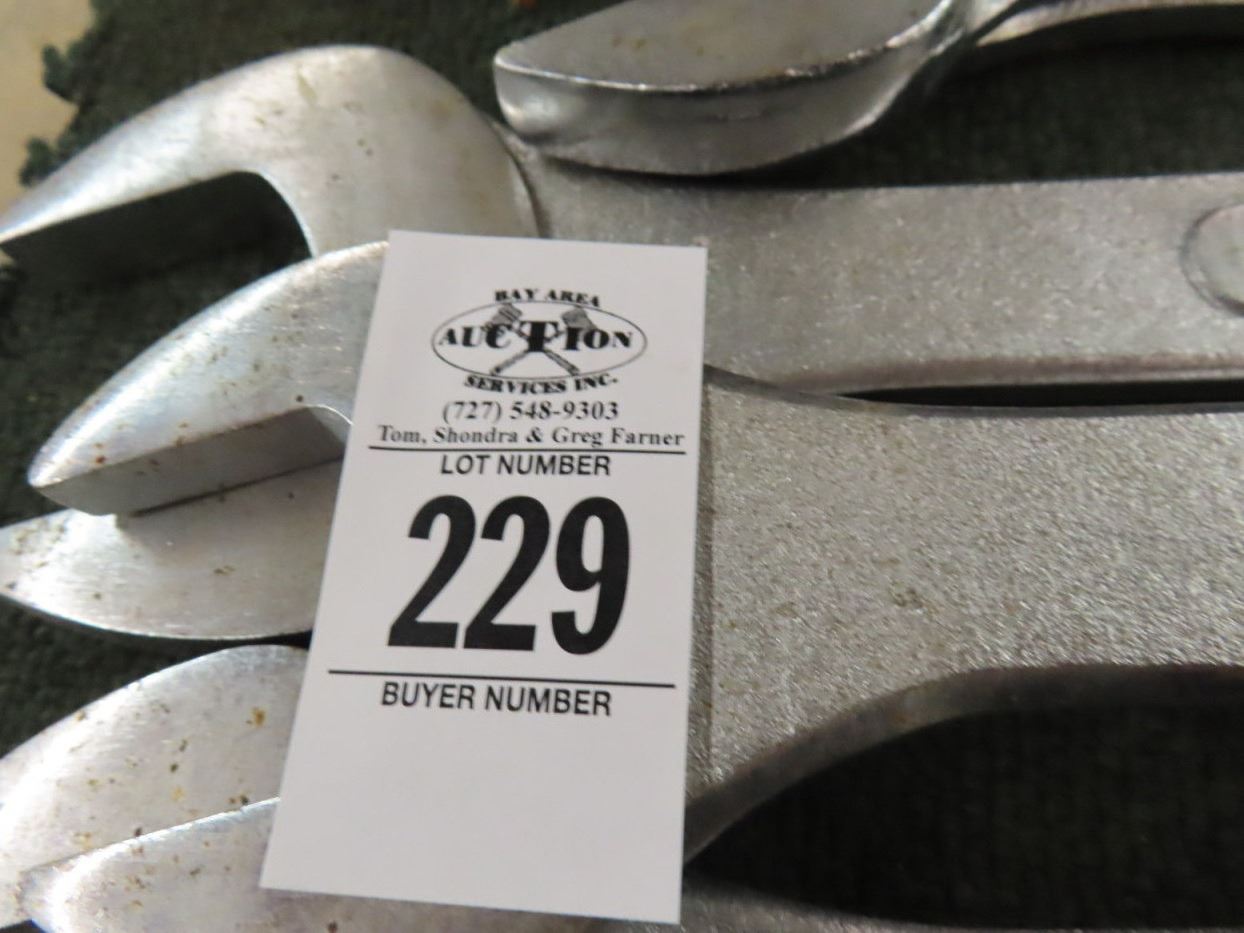 BAY AREA
AUCTION
SERVICES INC.
(727) 548-9303
Tom, Shondra & Greg Farner
LOT NUMBER
229
BUYER NUMBER